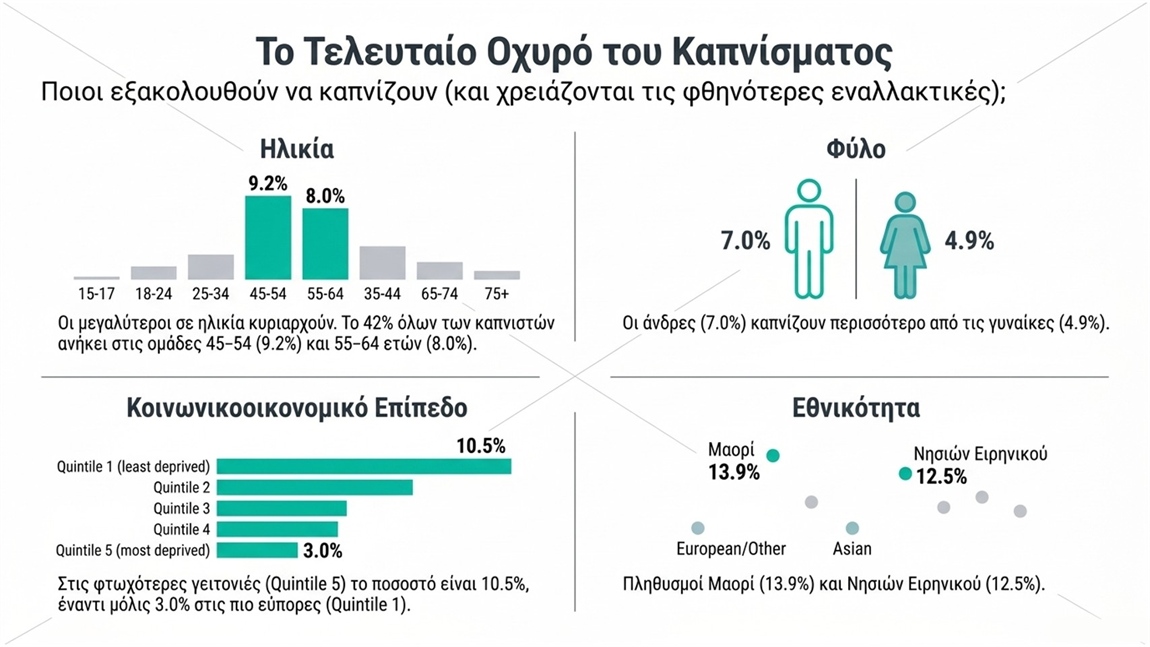 Το Τελευταίο Οχυρό του Καπνίσματος
Ποιοι εξακολουθούν να καπνίζουν (και χρειάζονται τις φθηνότερες εναλλακτικές);
Ηλικία
9.2%
8.0%
15-17
18-24
25-34
45-54
55-64
35-44
65-74
75+
Οι μεγαλύτεροι σε ηλικία κυριαρχούν. Το 42% όλων των καπνιστών
ανήκει στις ομάδες 45–54 (9.2%) και 55–64 ετών (8.0%).
Φύλο
7.0%
4.9%
Οι άνδρες (7.0%) καπνίζουν περισσότερο από τις γυναίκες (4.9%).
Κοινωνικοοικονομικό Επίπεδο
10.5%
Quintile 1 (least deprived)
Quintile 2
Quintile 3
Quintile 4
Quintile 5 (most deprived)
3.0%
Στις φτωχότερες γειτονιές (Quintile 5) το ποσοστό είναι 10.5%,
έναντι μόλις 3.0% στις πιο εύπορες (Quintile 1).
Εθνικότητα
Μαορί
13.9%
Νησιών Ειρηνικού
12.5%
European/Other
Asian
Πληθυσμοί Μαορί (13.9%) και Νησιών Ειρηνικού (12.5%).